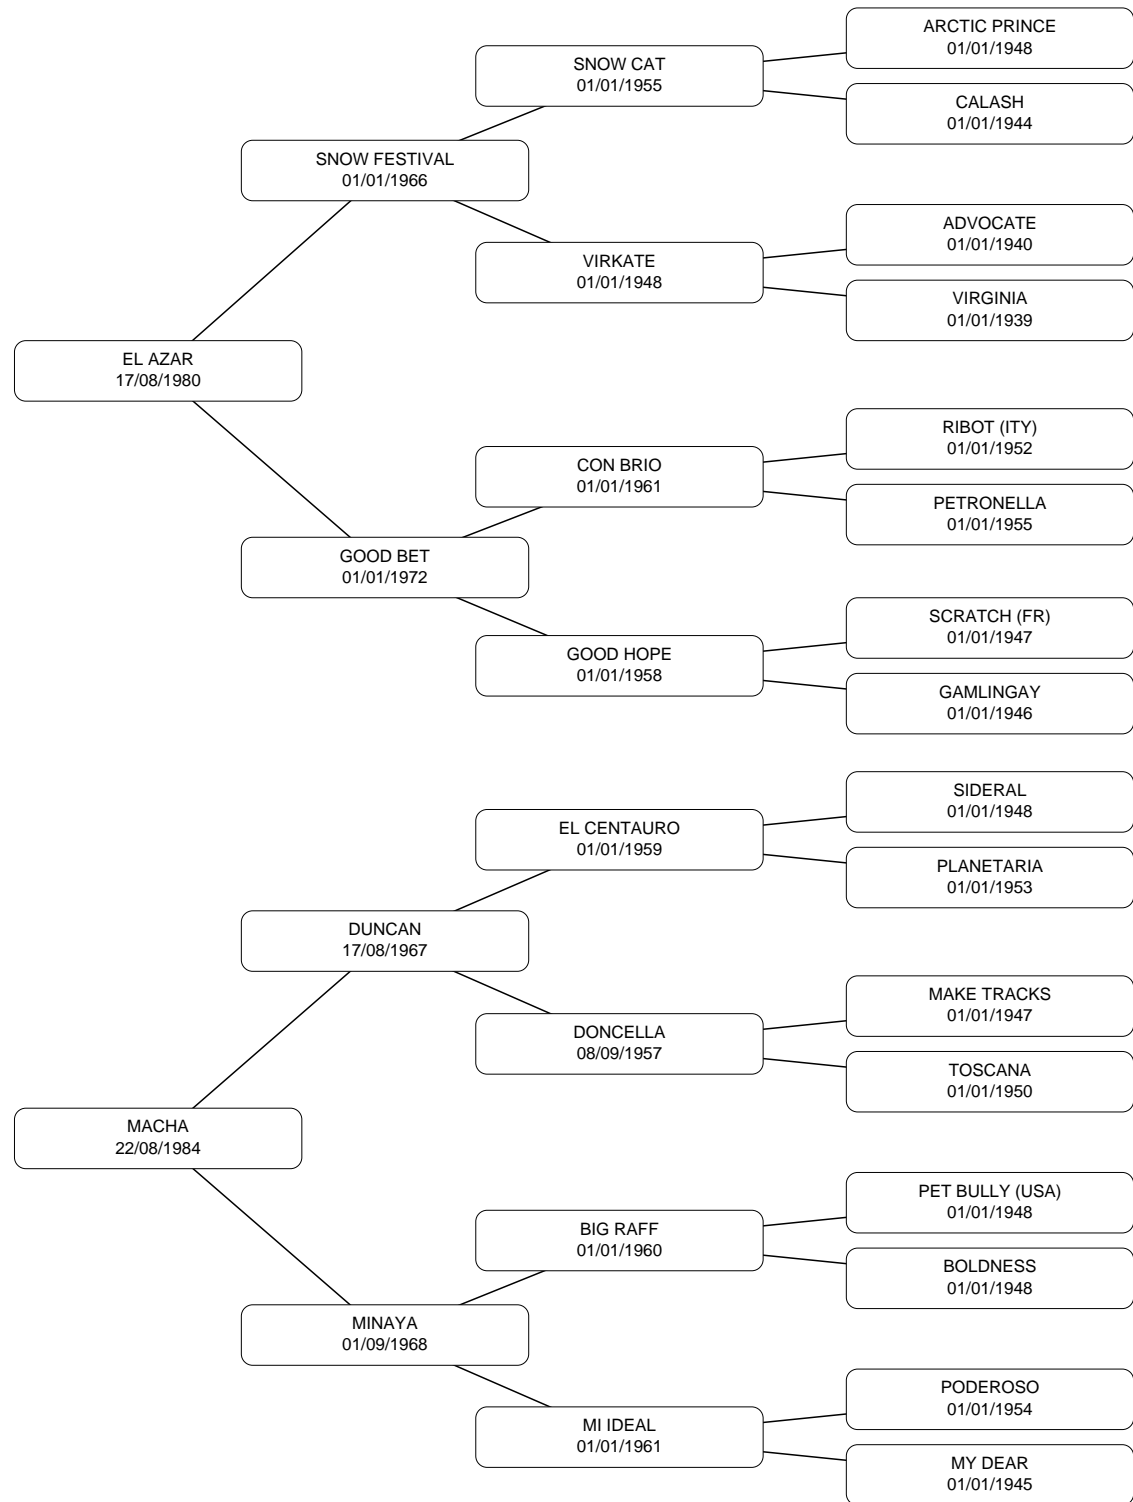 ARCTIC PRINCE
01/01/1948
SNOW CAT
01/01/1955
CALASH
01/01/1944
SNOW FESTIVAL
01/01/1966
ADVOCATE
01/01/1940
VIRKATE
01/01/1948
VIRGINIA
01/01/1939
EL AZAR
17/08/1980
RIBOT (ITY)
01/01/1952
CON BRIO
01/01/1961
PETRONELLA
01/01/1955
GOOD BET
01/01/1972
SCRATCH (FR)
01/01/1947
GOOD HOPE
01/01/1958
GAMLINGAY
01/01/1946
SIDERAL
01/01/1948
EL CENTAURO
01/01/1959
PLANETARIA
01/01/1953
DUNCAN
17/08/1967
MAKE TRACKS
01/01/1947
DONCELLA
08/09/1957
TOSCANA
01/01/1950
MACHA
22/08/1984
PET BULLY (USA)
01/01/1948
BIG RAFF
01/01/1960
BOLDNESS
01/01/1948
MINAYA
01/09/1968
PODEROSO
01/01/1954
MI IDEAL
01/01/1961
MY DEAR
01/01/1945